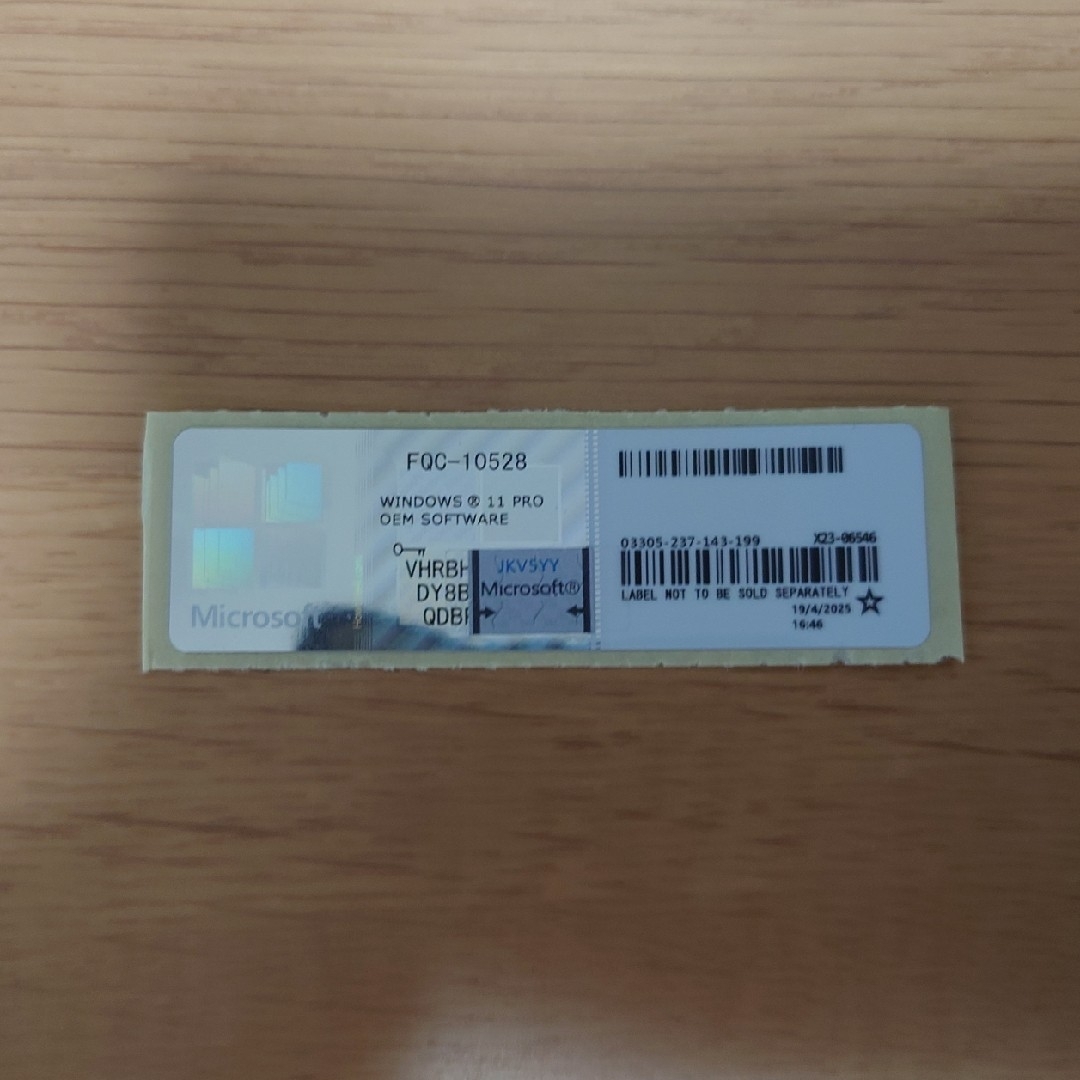 FQC-10528
WINDOWS ® 11 PRO
OEM SOFTWARE
VHRBH
DY8B
QDB
JKV5YY
Microsoft®
Microsoft
03305-237-143-199 X23-06546
LABEL NOT TO BE SOLD SEPARATELY
19/4/2025
16:46